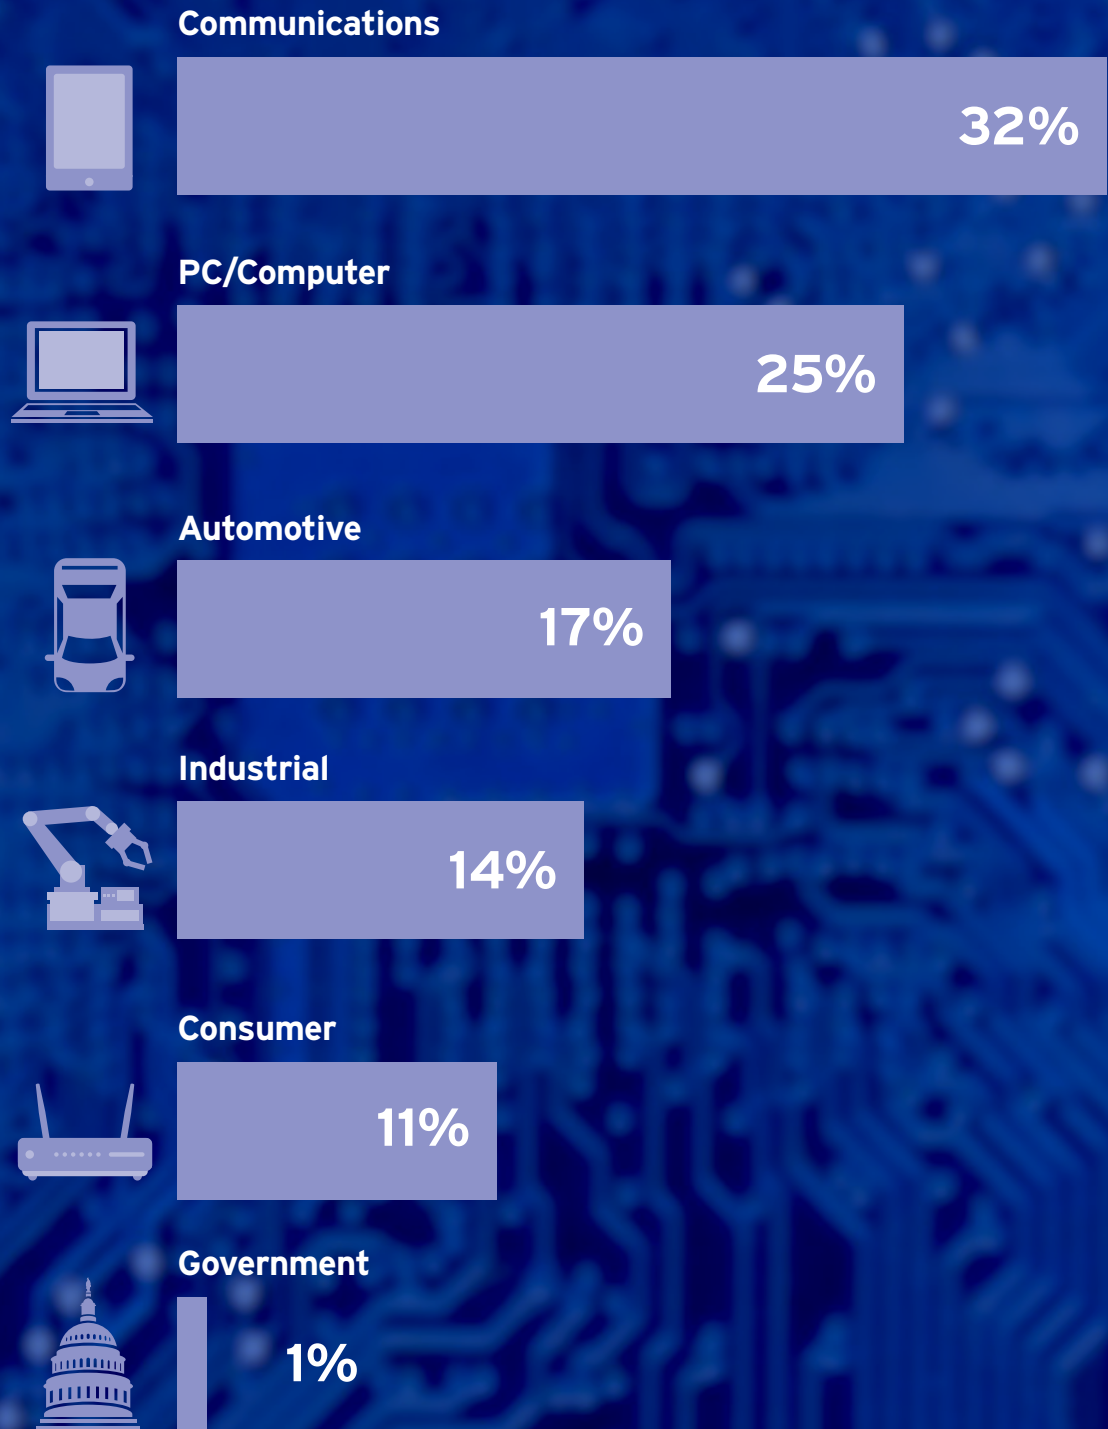 Communications
32%
PC/Computer
25%
Automotive
17%
Industrial
14%
Consumer
11%
Government
1%